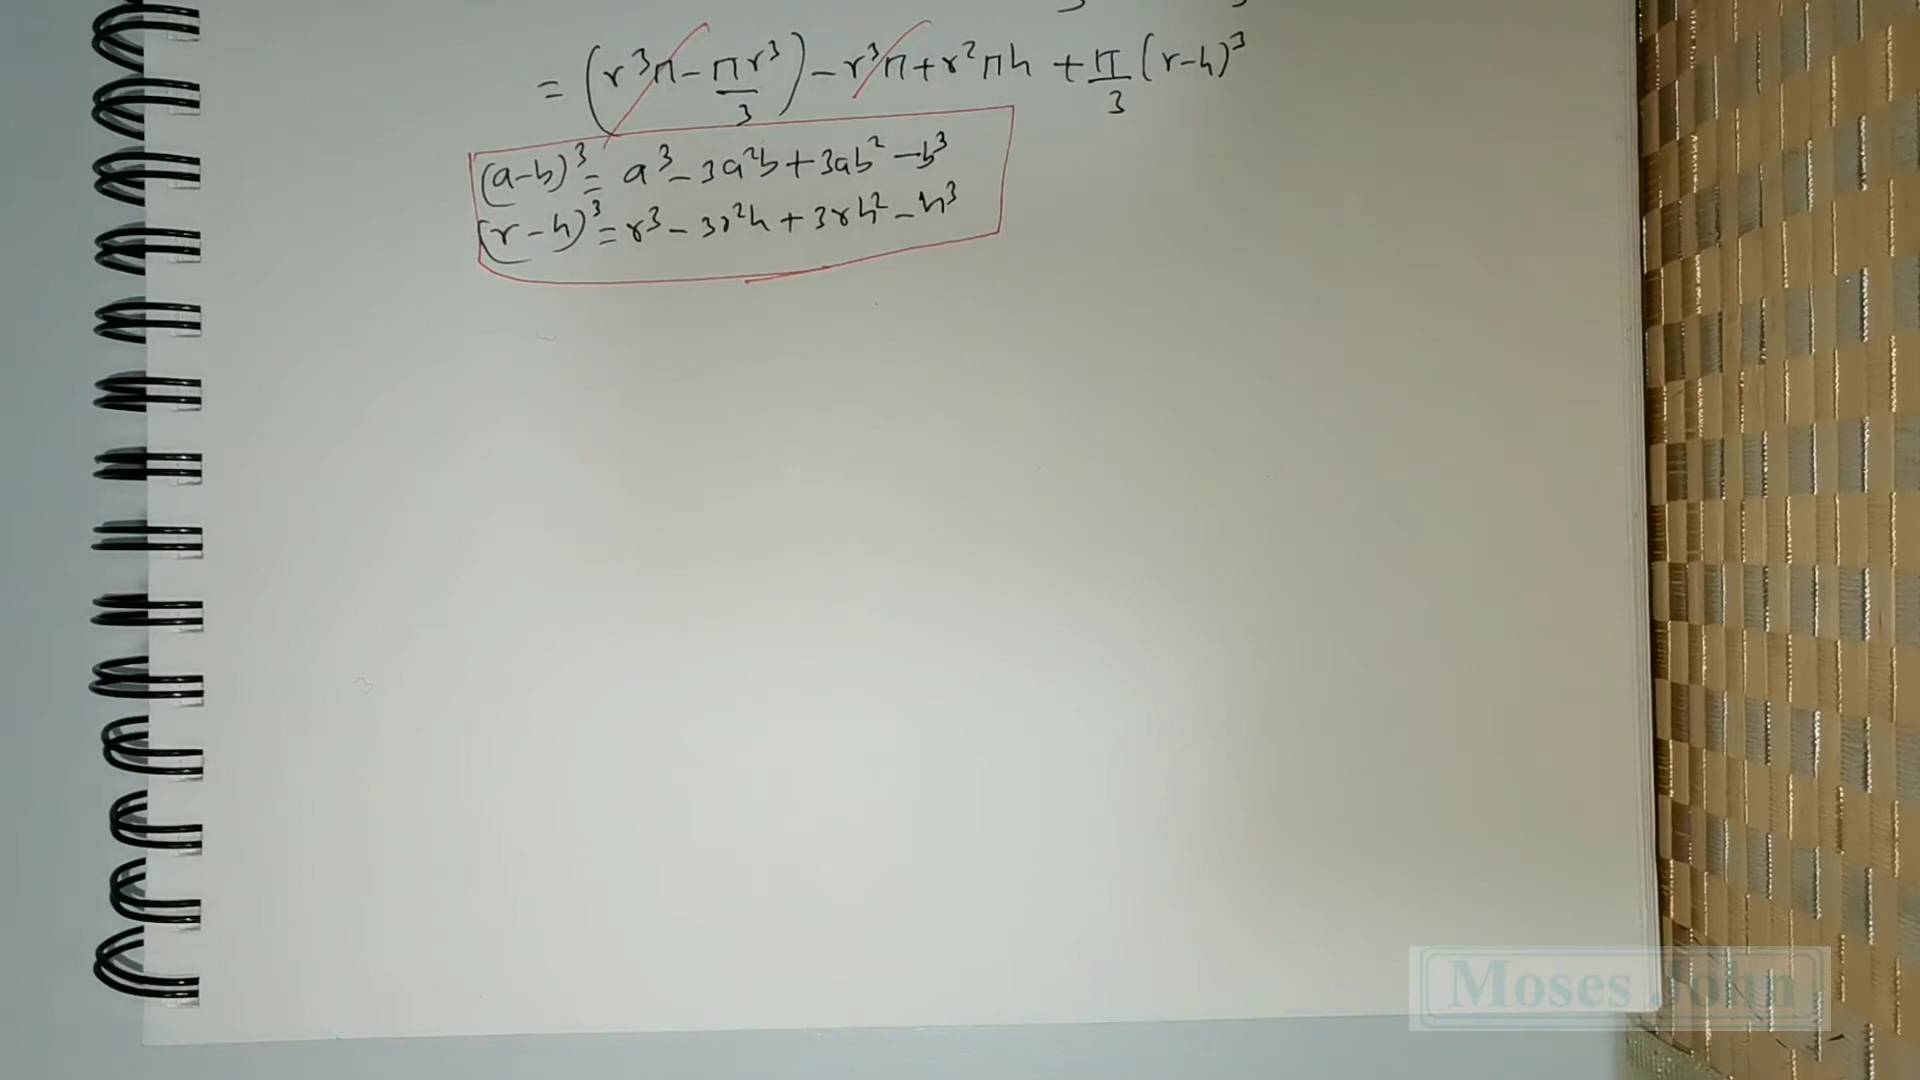 = (r³π - πr³/3) - r³π + r²πh + π/3 (r-h)³
(a-b)³ = a³ - 3a²b + 3ab² - b³
(r-h)³ = r³ - 3r²h + 3rh² - h³
Moses John